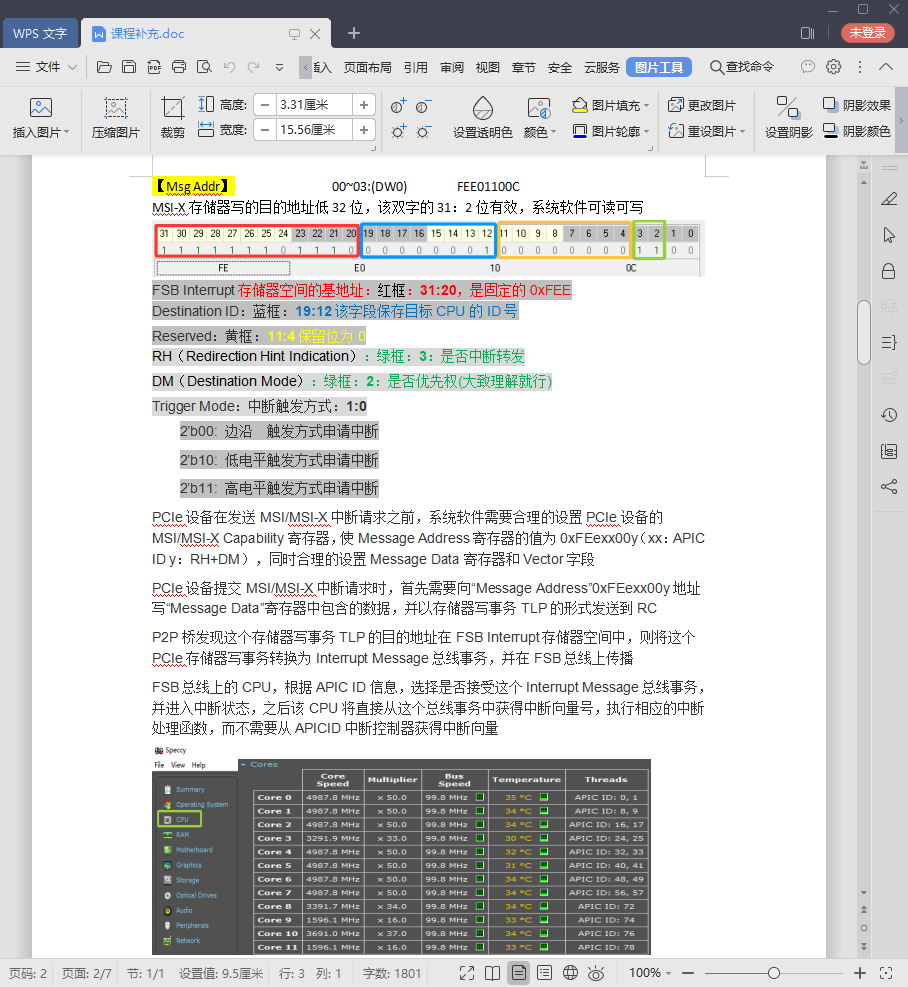 WPS 文字
课程补充.doc
未登录
文件
插入
页面布局
引用
审阅
视图
章节
安全
云服务
图片工具
查找命令
插入图片
压缩图片
裁剪
高度:
3.31厘米
宽度:
15.56厘米
设置透明色
颜色
图片填充
图片轮廓
更改图片
重设图片
设置阴影
阴影效果
阴影颜色
【Msg Addr】 00~03:(DW0) FEE01100C
MSI-X 存储器写的目的地址低 32 位，该双字的 31：2 位有效，系统软件可读可写
31 30 29 28 27 26 25 24 23 22 21 20 19 18 17 16 15 14 13 12 11 10 9 8 7 6 5 4 3 2 1 0
1 1 1 1 1 1 1 0 1 1 1 0 0 0 0 0 0 0 0 1 0 0 0 0 0 0 0 0 1 1 0 0
FE E0 10 0C
FSB Interrupt 存储器空间的基地址：红框：31:20，是固定的 0xFEE
Destination ID：蓝框：19:12 该字段保存目标 CPU 的 ID 号
Reserved：黄框：11:4 保留位为 0
RH（Redirection Hint Indication）：绿框：3：是否中断转发
DM（Destination Mode）：绿框：2：是否优先权(大致理解就行)
Trigger Mode：中断触发方式：1:0
2'b00: 边沿 触发方式申请中断
2'b10: 低电平触发方式申请中断
2'b11: 高电平触发方式申请中断
PCIe 设备在发送 MSI/MSI-X 中断请求之前，系统软件需要合理的设置 PCIe 设备的
MSI/MSI-X Capability 寄存器，使 Message Address 寄存器的值为 0xFEexx00y（xx：APIC
ID y：RH+DM），同时合理的设置 Message Data 寄存器和 Vector 字段
PCIe 设备提交 MSI/MSI-X 中断请求时，首先需要向“Message Address”0xFEexx00y 地址
写“Message Data”寄存器中包含的数据，并以存储器写事务 TLP 的形式发送到 RC
P2P 桥发现这个存储器写事务 TLP 的目的地址在 FSB Interrupt 存储器空间中，则将这个
PCIe 存储器写事务转换为 Interrupt Message 总线事务，并在 FSB 总线上传播
FSB 总线上的 CPU，根据 APIC ID 信息，选择是否接受这个 Interrupt Message 总线事务，
并进入中断状态，之后该 CPU 将直接从这个总线事务中获得中断向量号，执行相应的中断
处理函数，而不需要从 APICID 中断控制器获得中断向量
Speccy
File View Help
Summary
Operating System
CPU
RAM
Motherboard
Graphics
Storage
Optical Drives
Audio
Peripherals
Network
Cores
Core Speed Multiplier Bus Speed Temperature Threads
Core 0 4987.8 MHz x 50.0 99.8 MHz 35 °C APIC ID: 0, 1
Core 1 4987.8 MHz x 50.0 99.8 MHz 34 °C APIC ID: 8, 9
Core 2 4987.8 MHz x 50.0 99.8 MHz 34 °C APIC ID: 16, 17
Core 3 3291.9 MHz x 33.0 99.8 MHz 30 °C APIC ID: 24, 25
Core 4 4987.8 MHz x 50.0 99.8 MHz 32 °C APIC ID: 32, 33
Core 5 4987.8 MHz x 50.0 99.8 MHz 31 °C APIC ID: 40, 41
Core 6 4987.8 MHz x 50.0 99.8 MHz 34 °C APIC ID: 48, 49
Core 7 4987.8 MHz x 50.0 99.8 MHz 34 °C APIC ID: 56, 57
Core 8 3391.7 MHz x 34.0 99.8 MHz 34 °C APIC ID: 72
Core 9 1596.1 MHz x 16.0 99.8 MHz 33 °C APIC ID: 74
Core 10 3691.0 MHz x 37.0 99.8 MHz 34 °C APIC ID: 76
Core 11 1596.1 MHz x 16.0 99.8 MHz 33 °C APIC ID: 78
页码: 2 页面: 2/7 节: 1/1 设置值: 9.5厘米 行: 3 列: 1 字数: 1801 100%